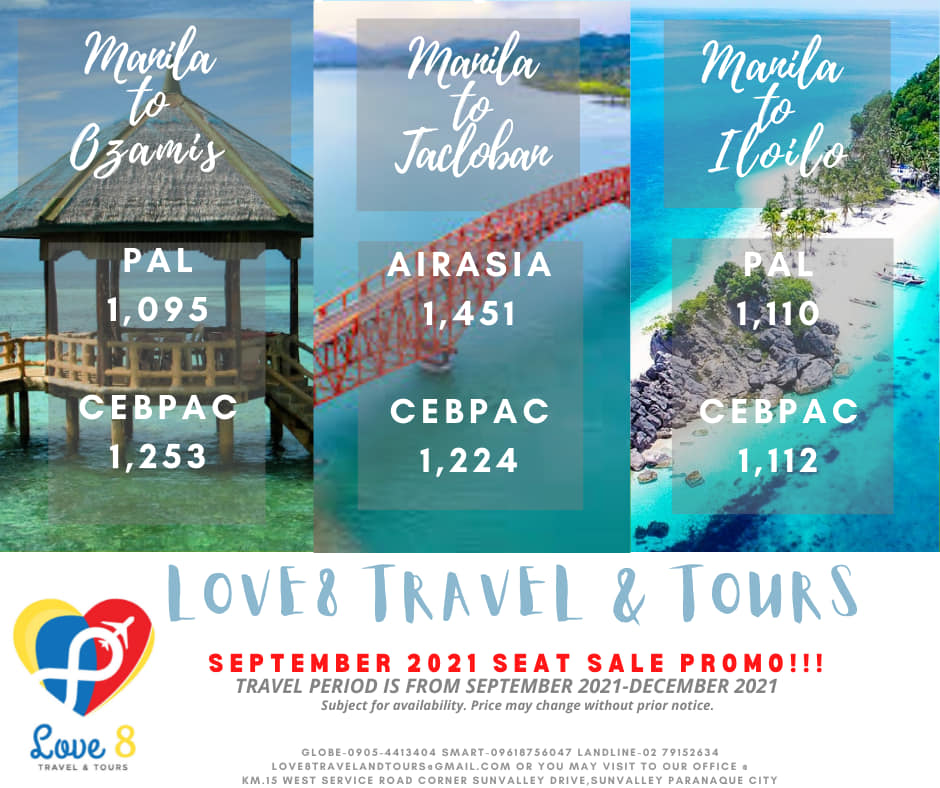 Manila
to
Ozamis
PAL
1,095
CEBPAC
1,253
Manila
to
Tacloban
AIRASIA
1,451
CEBPAC
1,224
Manila
to
Iloilo
PAL
1,110
CEBPAC
1,112
LOVE8 TRAVEL & TOURS
SEPTEMBER 2021 SEAT SALE PROMO!!!
TRAVEL PERIOD IS FROM SEPTEMBER 2021-DECEMBER 2021
Subject for availability. Price may change without prior notice.
Love 8
TRAVEL & TOURS
GLOBE-0905-4413404 SMART-09618756047 LANDLINE-02 79152634
LOVE8TRAVELANDTOURS@GMAIL.COM OR YOU MAY VISIT TO OUR OFFICE @
KM.15 WEST SERVICE ROAD CORNER SUNVALLEY DRIVE,SUNVALLEY PARANAQUE CITY